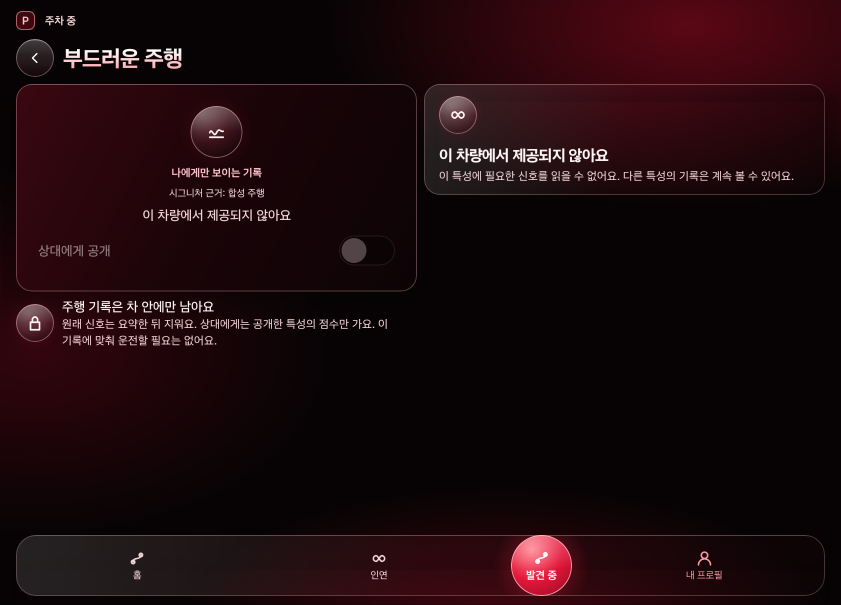 P 주차 중
부드러운 주행
나에게만 보이는 기록
시그니처 근거: 합성 주행
이 차량에서 제공되지 않아요
상대에게 공개
이 차량에서 제공되지 않아요
이 특성에 필요한 신호를 읽을 수 없어요. 다른 특성의 기록은 계속 볼 수 있어요.
주행 기록은 차 안에만 남아요
원래 신호는 요약한 뒤 지워요. 상대에게는 공개한 특성의 점수만 가요. 이
기록에 맞춰 운전할 필요는 없어요.
홈
인연
발견 중
내 프로필